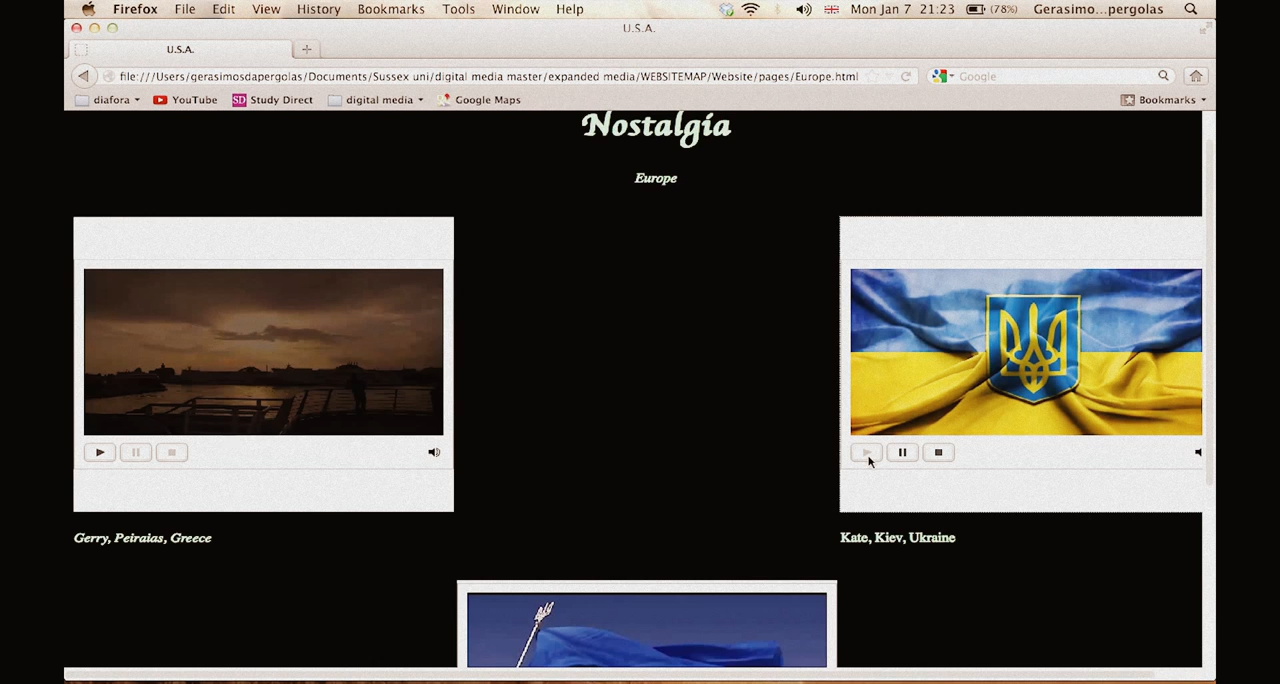 Firefox File Edit View History Bookmarks Tools Window Help Mon Jan 7 21:23 (78%) Gerasimo...pergolas
U.S.A.
U.S.A.
file:///Users/gerasimosdapergolas/Documents/Sussex uni/digital media master/expanded media/WEBSITEMAP/Website/pages/Europe.html Google
diafora YouTube SD Study Direct digital media Google Maps Bookmarks
Nostalgia
Europe
Gerry, Peiraias, Greece
Kate, Kiev, Ukraine